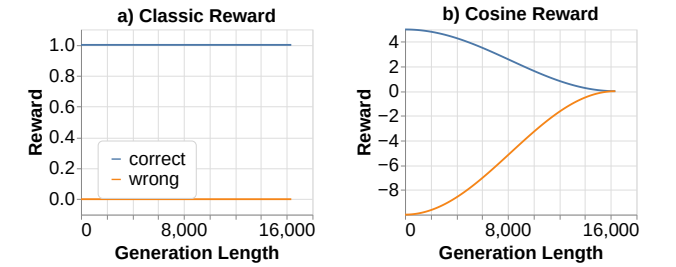 a) Classic Reward
1.0
0.8
0.6
0.4
0.2
0.0
Reward
correct
wrong
0
8,000
16,000
Generation Length
b) Cosine Reward
4
2
0
−2
−4
−6
−8
Reward
0
8,000
16,000
Generation Length